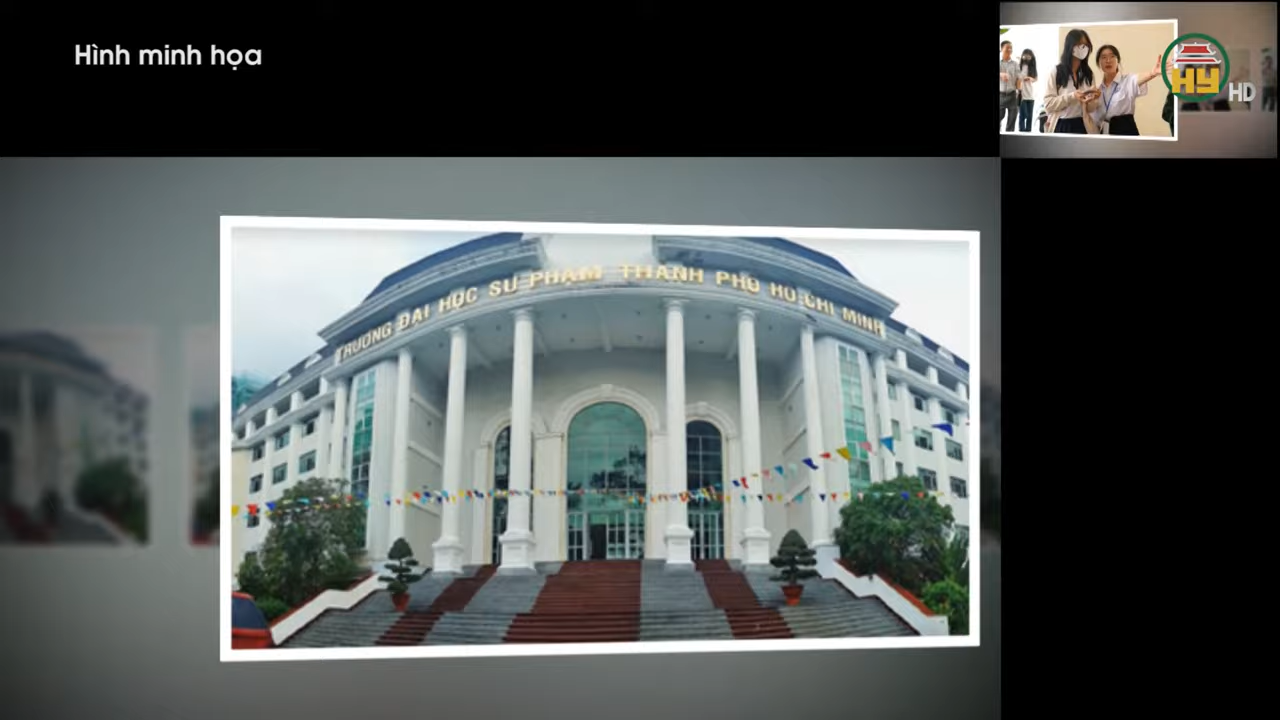 Hình minh họa
HY
HD
TRƯỜNG ĐẠI HỌC SƯ PHẠM THÀNH PHỐ HỒ CHÍ MINH